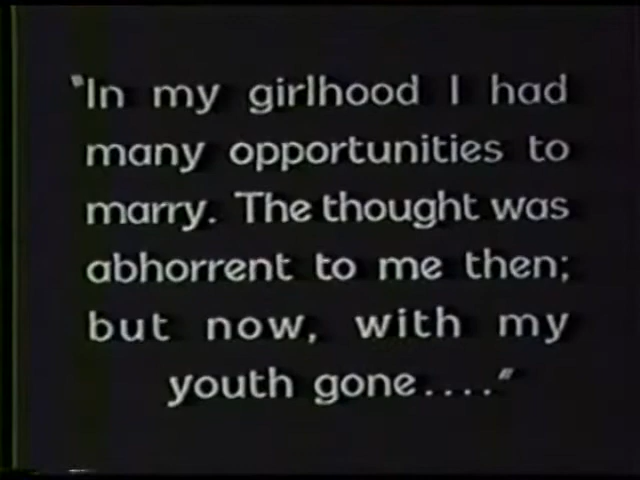 "In my girlhood I had
many opportunities to
marry. The thought was
abhorrent to me then;
but now, with my
youth gone...."